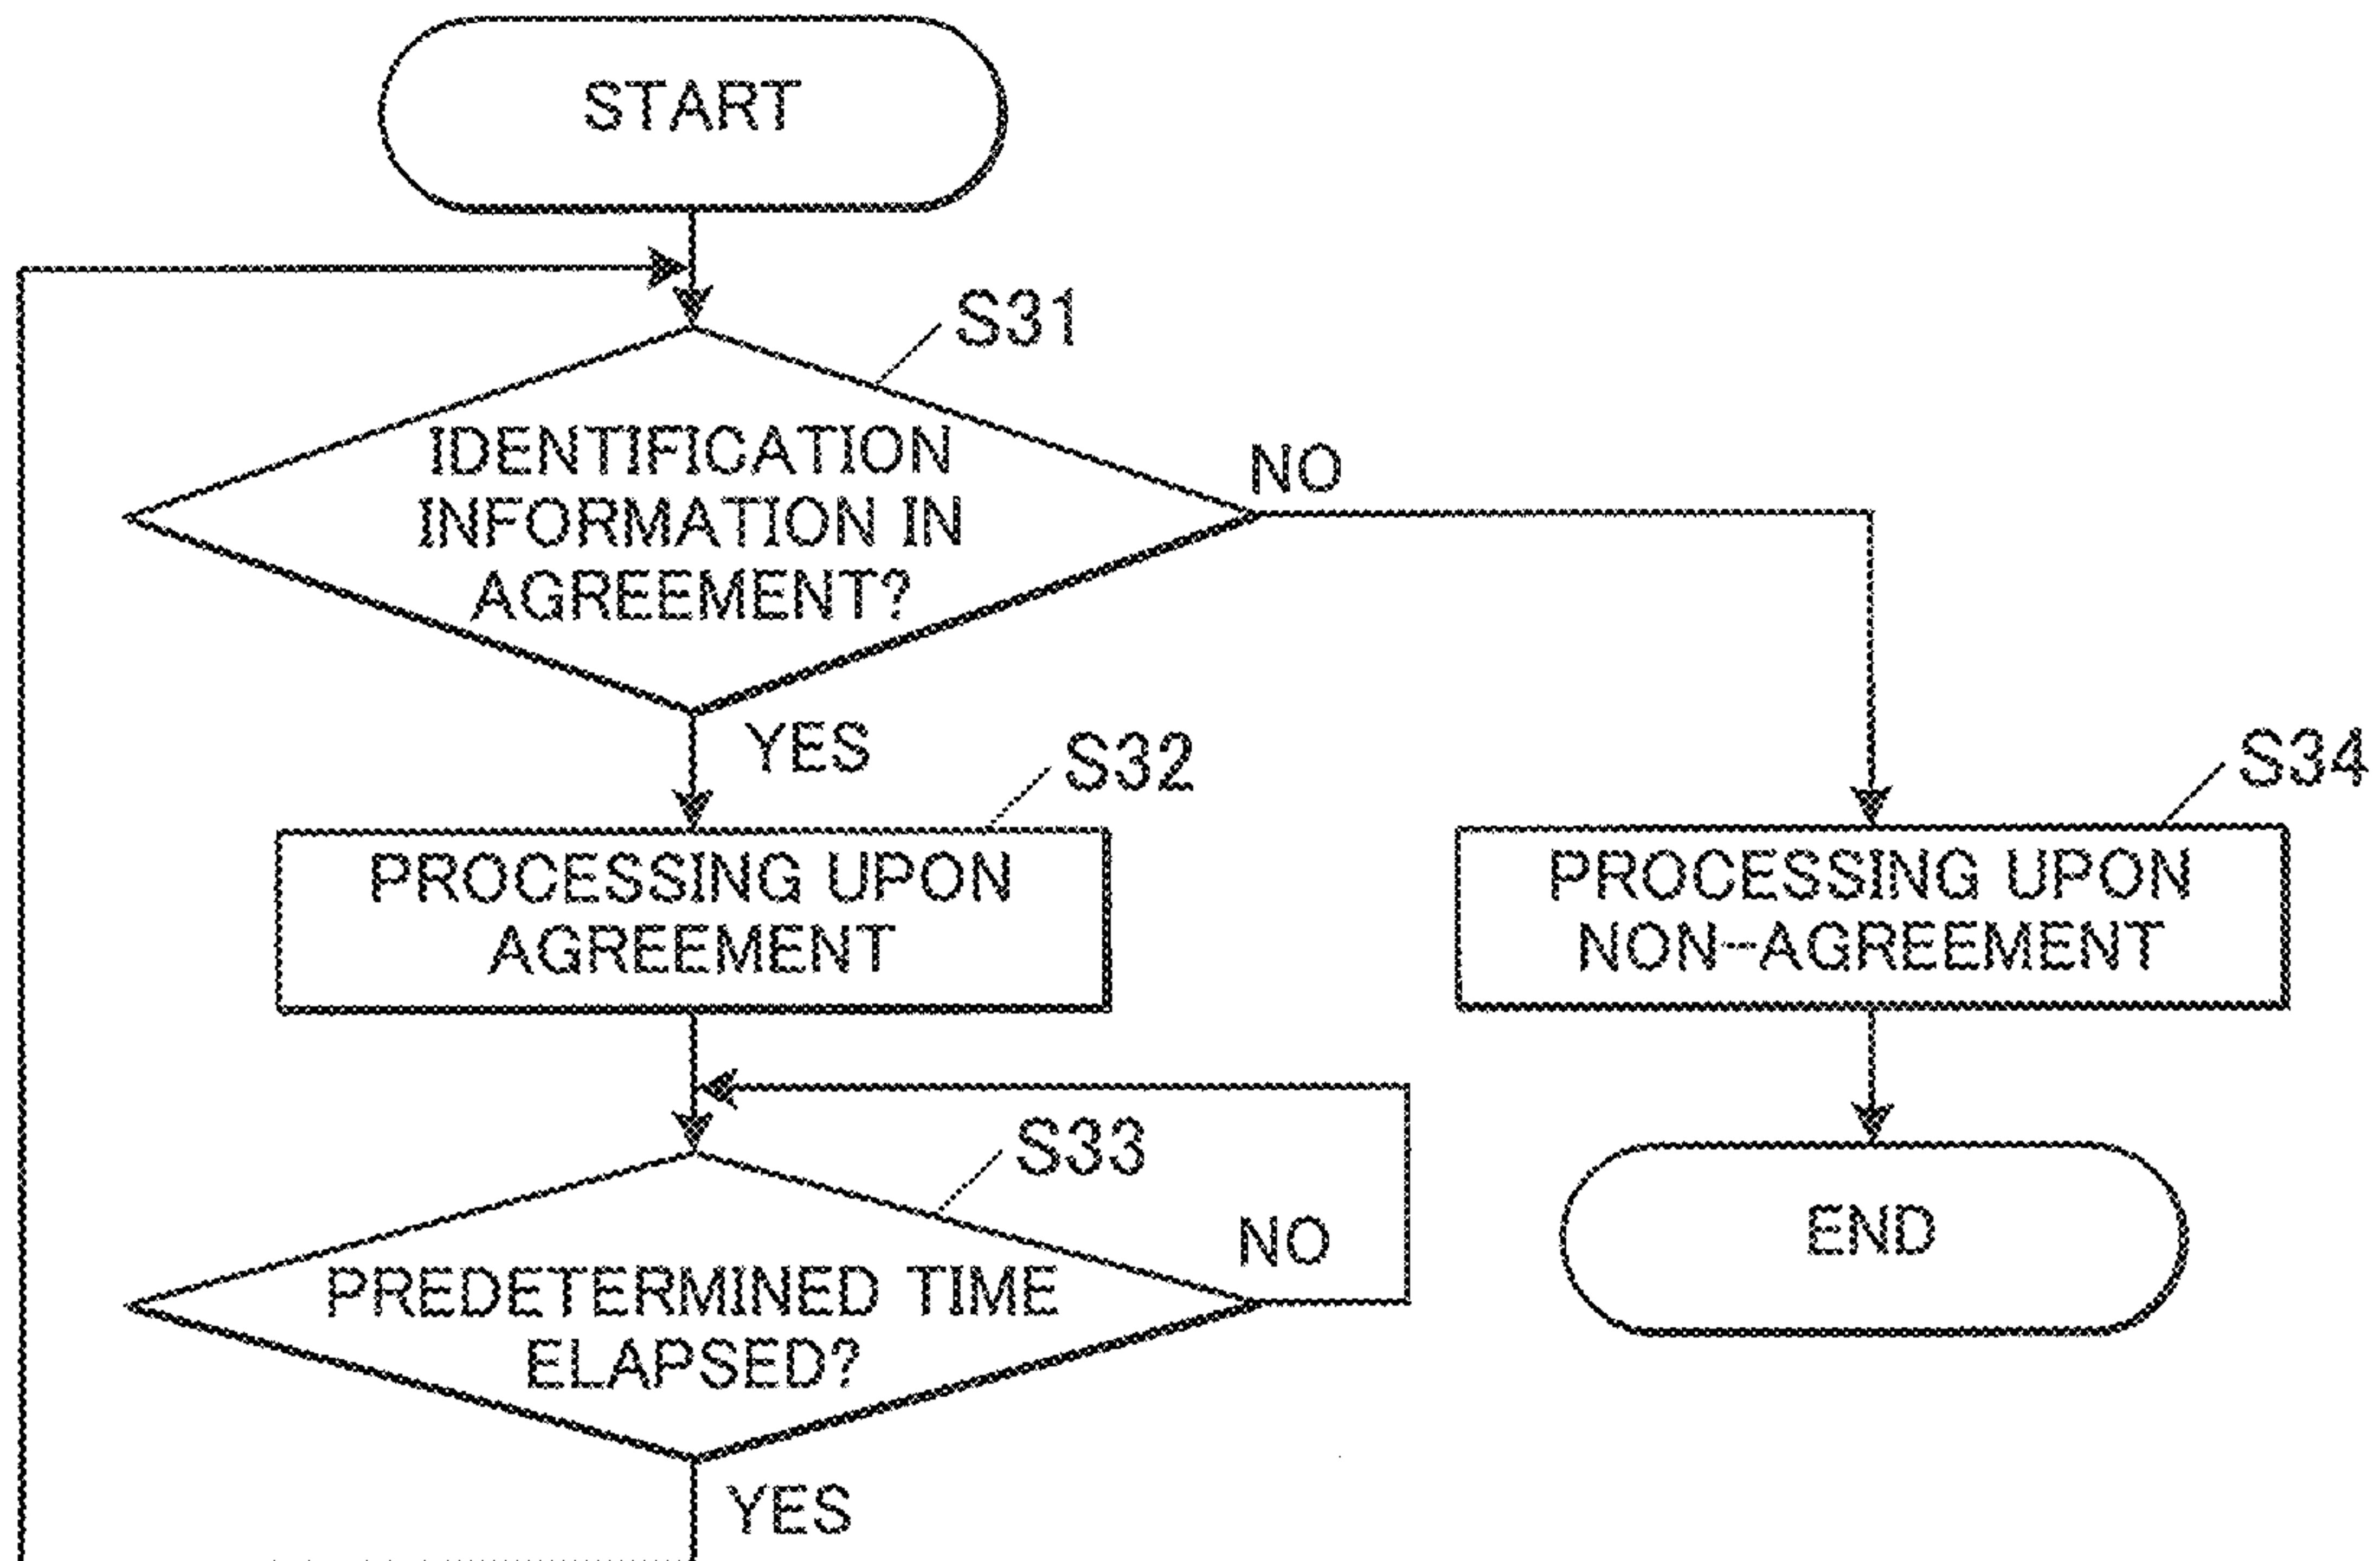 START
S31
IDENTIFICATION
INFORMATION IN
AGREEMENT?
NO
YES
S32
PROCESSING UPON
AGREEMENT
S34
PROCESSING UPON
NON-AGREEMENT
S33
PREDETERMINED TIME
ELAPSED?
NO
YES
END